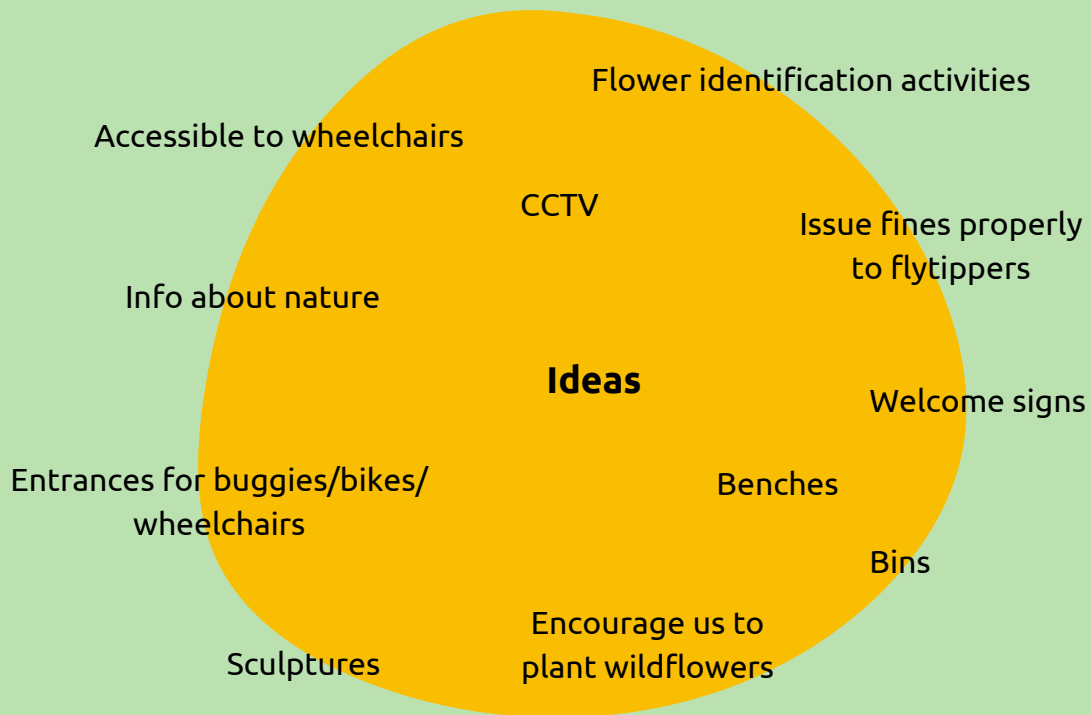 Flower identification activities
Accessible to wheelchairs
CCTV
Issue fines properly
to flytippers
Info about nature
Ideas
Welcome signs
Entrances for buggies/bikes/
wheelchairs
Benches
Bins
Encourage us to
plant wildflowers
Sculptures